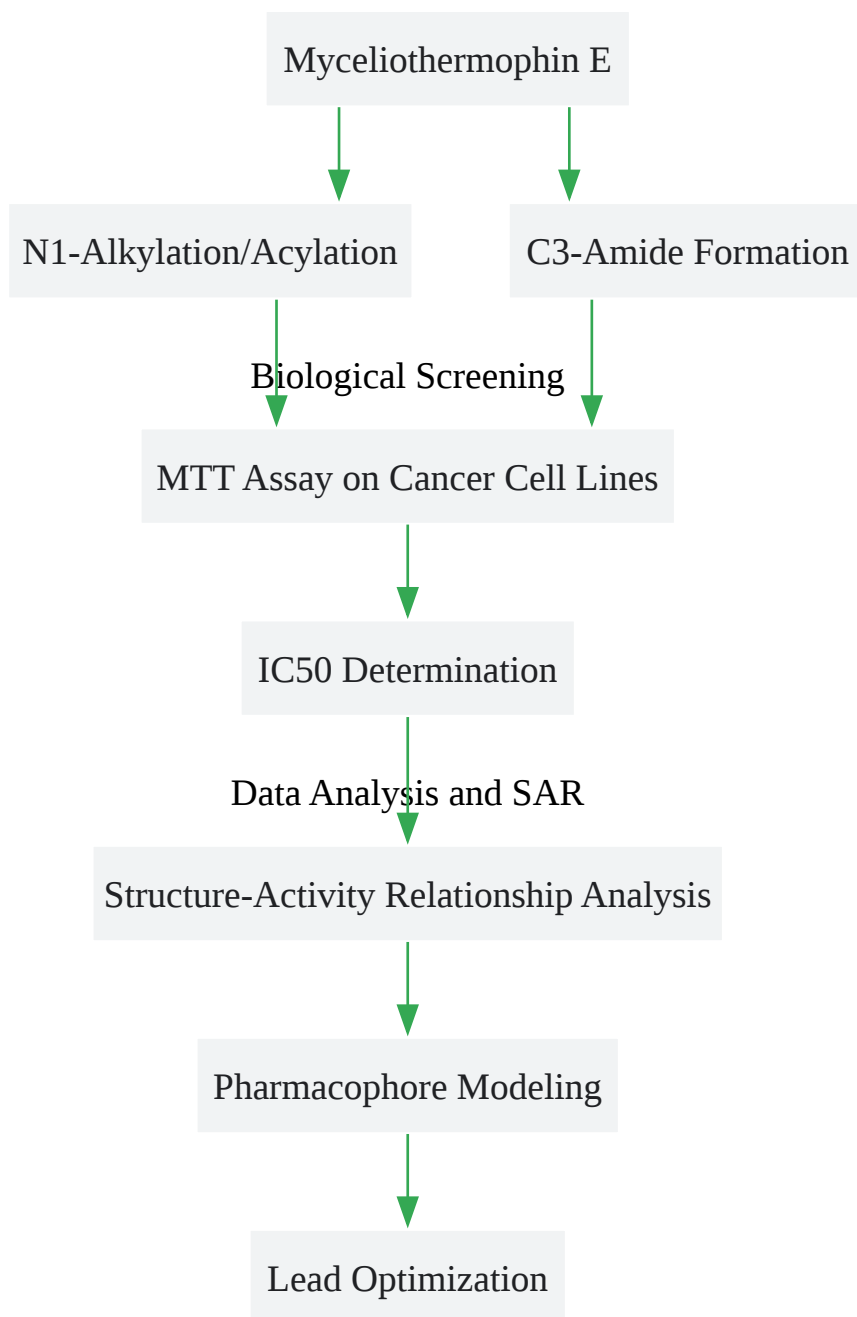 Myceliothermophin E
N1-Alkylation/Acylation
C3-Amide Formation
Biological Screening
MTT Assay on Cancer Cell Lines
IC50 Determination
Data Analysis and SAR
Structure-Activity Relationship Analysis
Pharmacophore Modeling
Lead Optimization